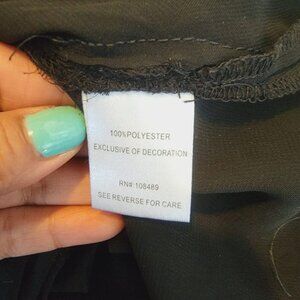 100%POLYESTER
EXCLUSIVE OF DECORATION
RN#:108489
SEE REVERSE FOR CARE